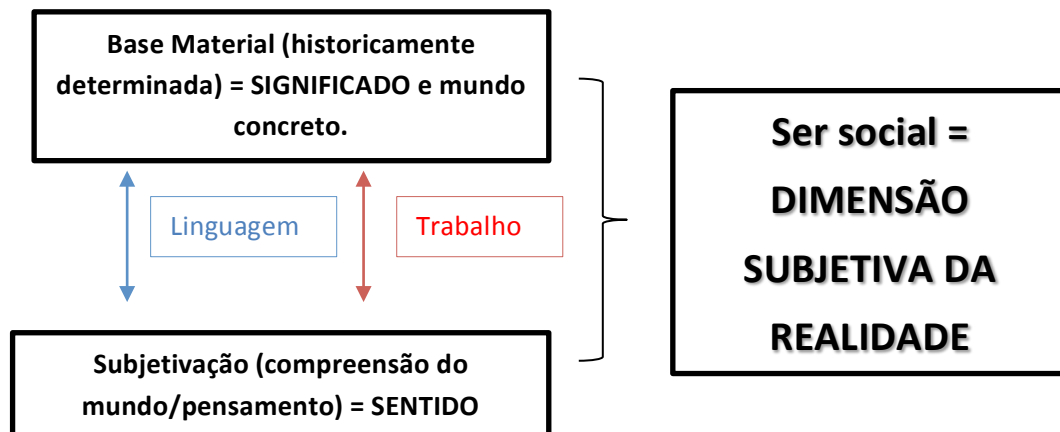 Base Material (historicamente
determinada) = SIGNIFICADO e mundo
concreto.
Linguagem
Trabalho
Subjetivação (compreensão do
mundo/pensamento) = SENTIDO
Ser social =
DIMENSÃO
SUBJETIVA DA
REALIDADE